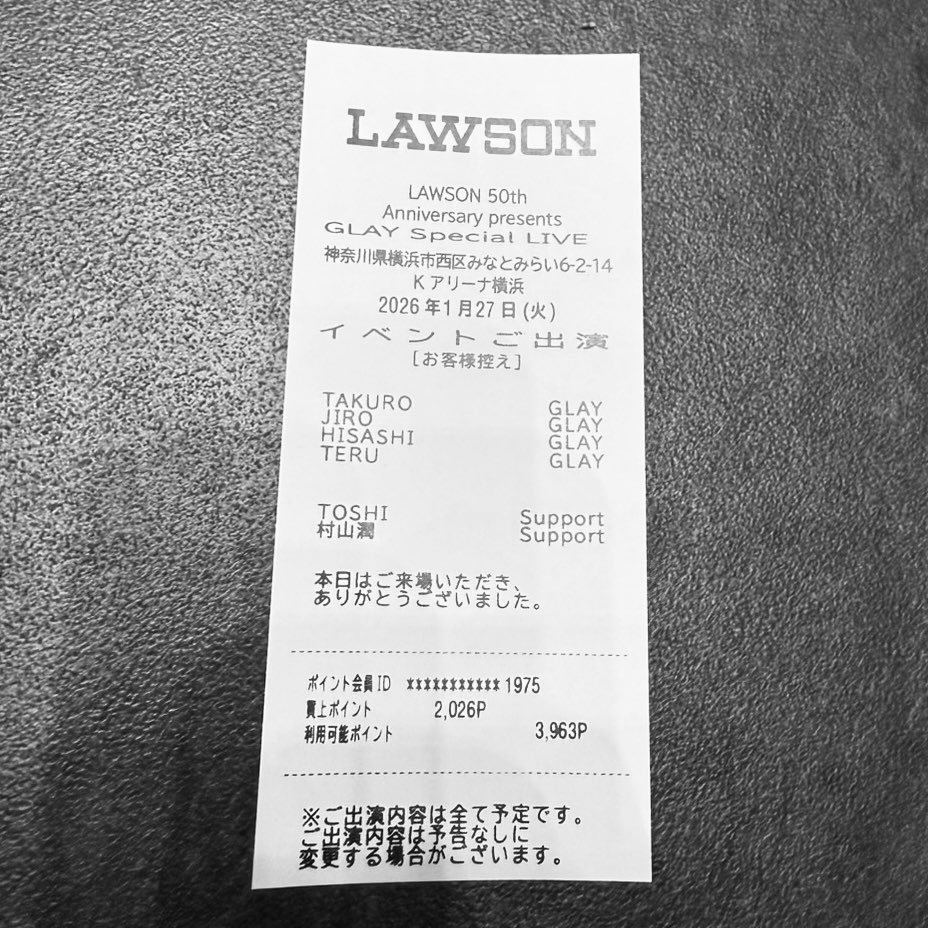 LAWSON
LAWSON 50th
Anniversary presents
GLAY Special LIVE
神奈川県横浜市西区みなとみらい6-2-14
Kアリーナ横浜
2026年1月27日(火)
イベントご出演
[お客様控え]
TAKURO GLAY
JIRO GLAY
HISASHI GLAY
TERU GLAY
TOSHI Support
村山潤 Support
本日はご来場いただき、
ありがとうございました。
ポイント会員ID ***********1975
買上ポイント 2,026P
利用可能ポイント 3,963P
※ご出演内容は全て予定です。
ご出演内容は予告なしに
変更する場合がございます。